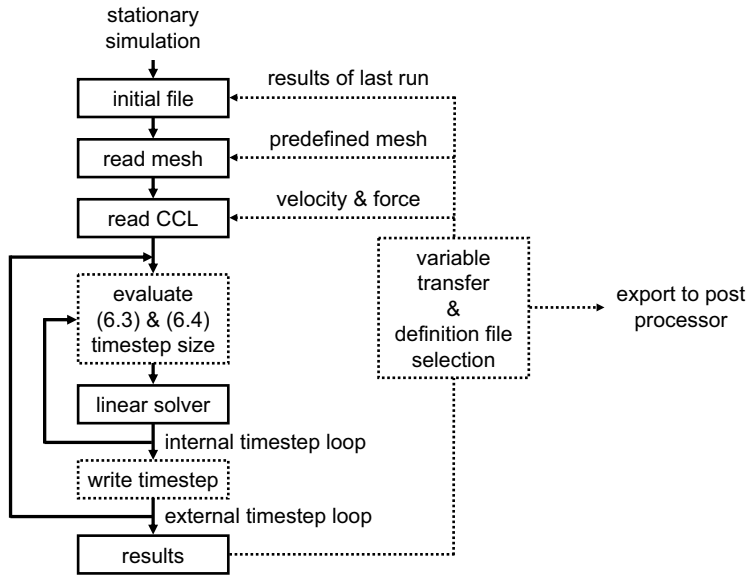 stationary
simulation
results of last run
initial file
predefined mesh
read mesh
velocity & force
read CCL
variable
transfer
&
definition file
selection
export to post
processor
evaluate
(6.3) & (6.4)
timestep size
linear solver
internal timestep loop
write timestep
external timestep loop
results